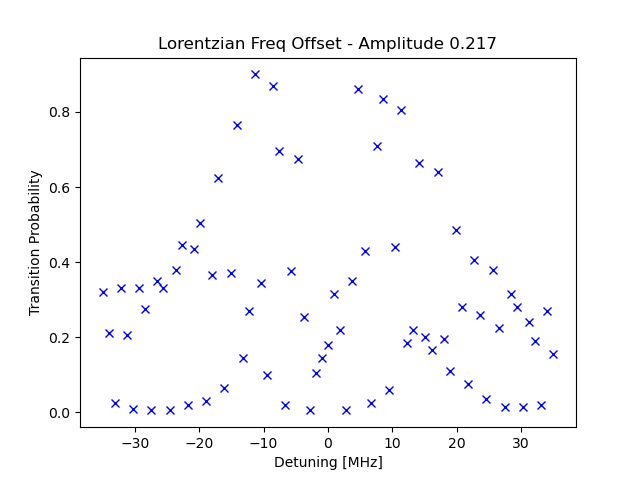 Lorentzian Freq Offset - Amplitude 0.217
Transition Probability
0.8
0.6
0.4
0.2
0.0
−30 −20 −10 0 10 20 30
Detuning [MHz]